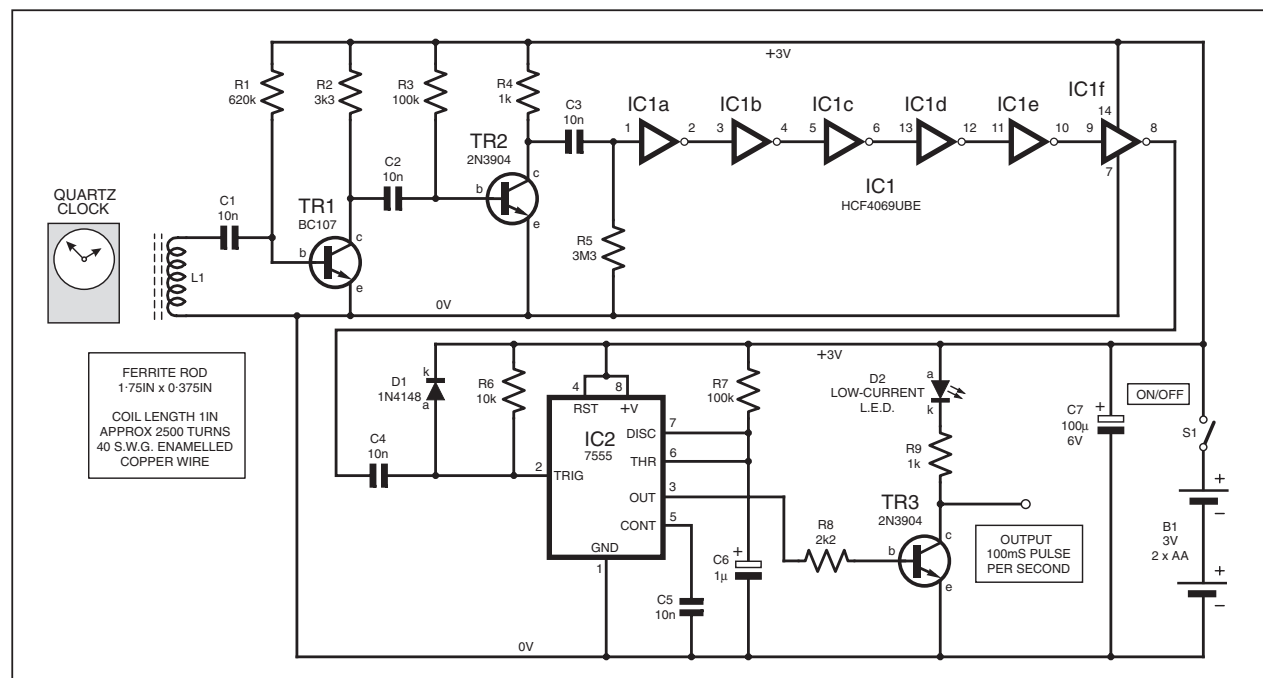 +3V
R1
620k
R2
3k3
R3
100k
R4
1k
C3
10n
IC1a
IC1b
IC1c
IC1d
IC1e
IC1f
1
2
3
4
5
6
13
12
11
10
9
14
8
7
IC1
HCF4069UBE
TR2
2N3904
b
c
e
C2
10n
R5
3M3
QUARTZ
CLOCK
C1
10n
TR1
BC107
b
c
e
L1
0V
FERRITE ROD
1·75IN x 0·375IN
COIL LENGTH 1IN
APPROX 2500 TURNS
40 S.W.G. ENAMELLED
COPPER WIRE
+3V
D1
1N4148
k
a
R6
10k
C4
10n
4
8
RST
+V
IC2
7555
2
TRIG
DISC
7
THR
6
OUT
3
CONT
5
GND
1
R7
100k
C5
10n
C6
1µ
+
R8
2k2
D2
LOW-CURRENT
L.E.D.
a
k
R9
1k
TR3
2N3904
b
c
e
OUTPUT
100mS PULSE
PER SECOND
C7
100µ
6V
+
ON/OFF
S1
+
−
B1
3V
2 x AA
+
−
0V